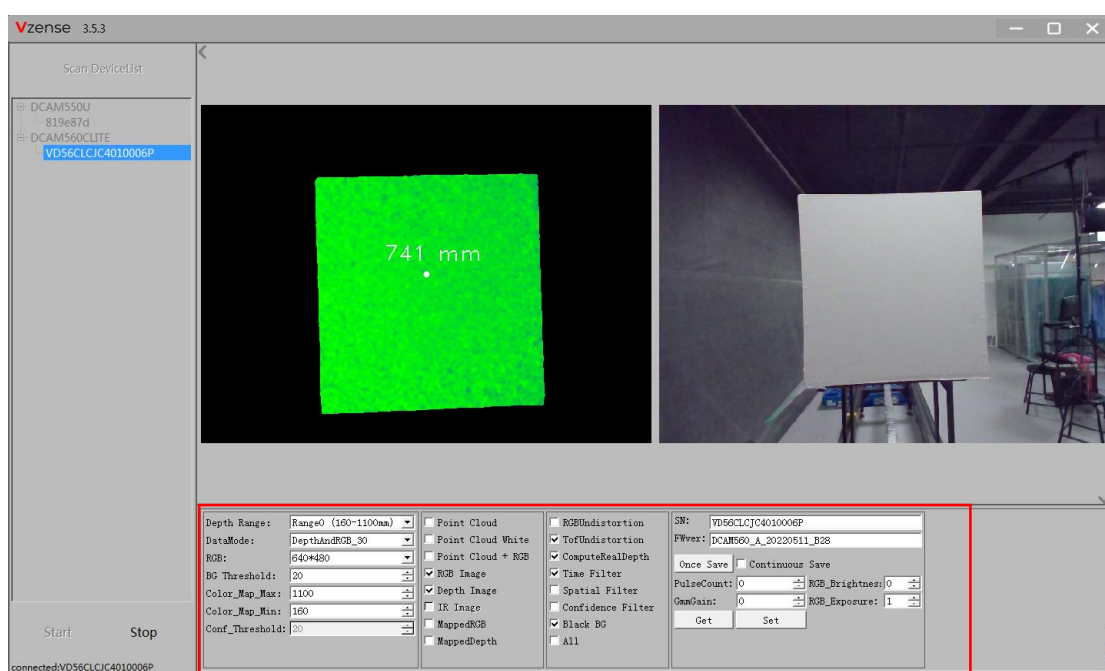 Vzense 3.5.3
Scan DeviceList
DCAM550U
819e87d
DCAM560CLITE
VD56CLCJC4010006P
741 mm
Depth Range: Range0 (160-1100mm)
DataMode: DepthAndRGB_30
RGB: 640*480
BG Threshold: 20
Color_Map_Max: 1100
Color_Map_Min: 160
Conf_Threshold: 20
Point Cloud
Point Cloud White
Point Cloud + RGB
RGB Image
Depth Image
IR Image
MappedRGB
MappedDepth
RGBUndistortion
TofUndistortion
ComputeRealDepth
Time Filter
Spatial Filter
Confidence Filter
Black BG
All
SN: VD56CLCJC4010006P
FWver: DCAM560_A_20220511_B28
Once Save Continuous Save
PulseCount: 0 RGB_Brightnes: 0
GmmGain: 0 RGB_Exposure: 1
Get Set
Start Stop
connected:VD56CLCJC4010006P